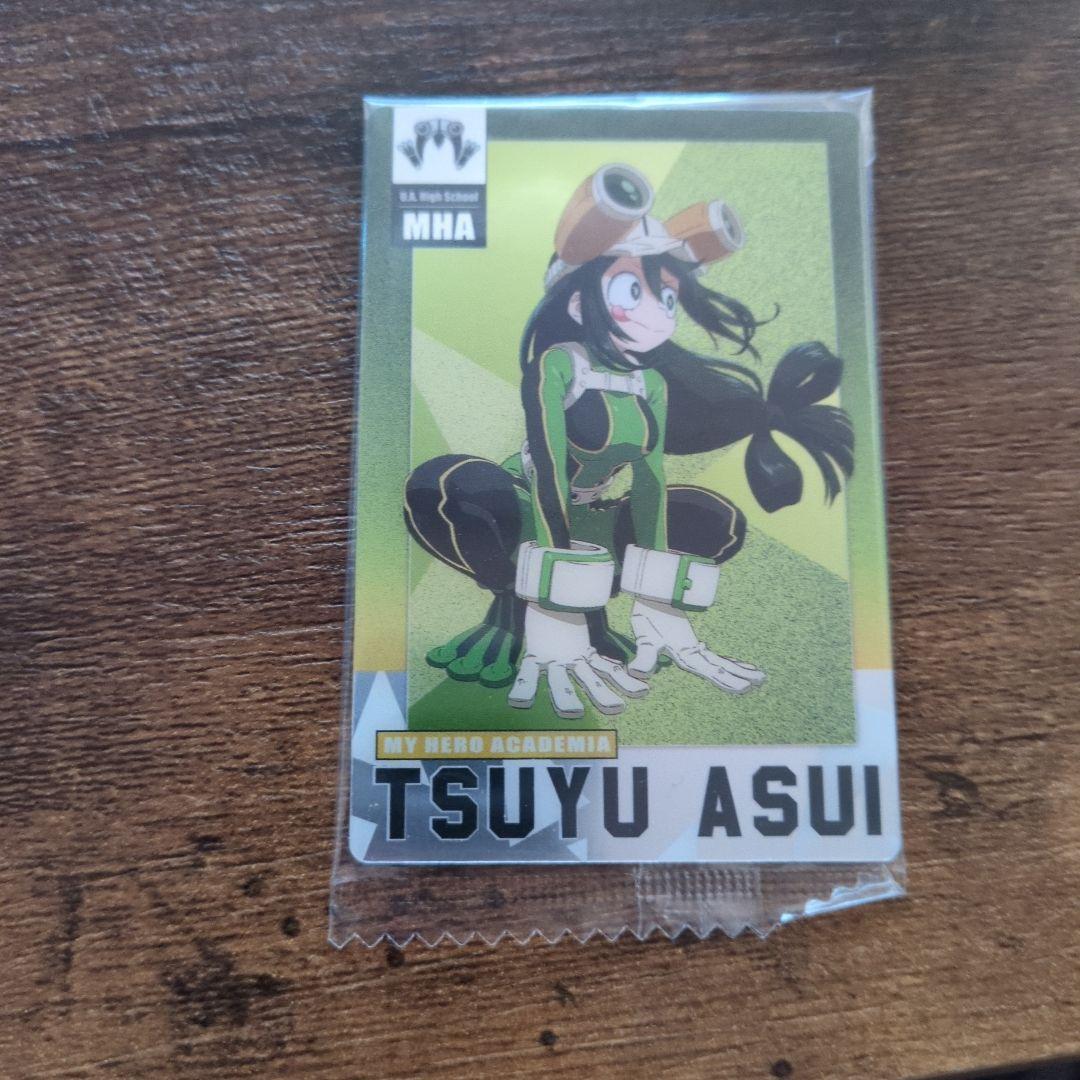 U.A. High School
MHA
MY HERO ACADEMIA
TSUYU ASUI